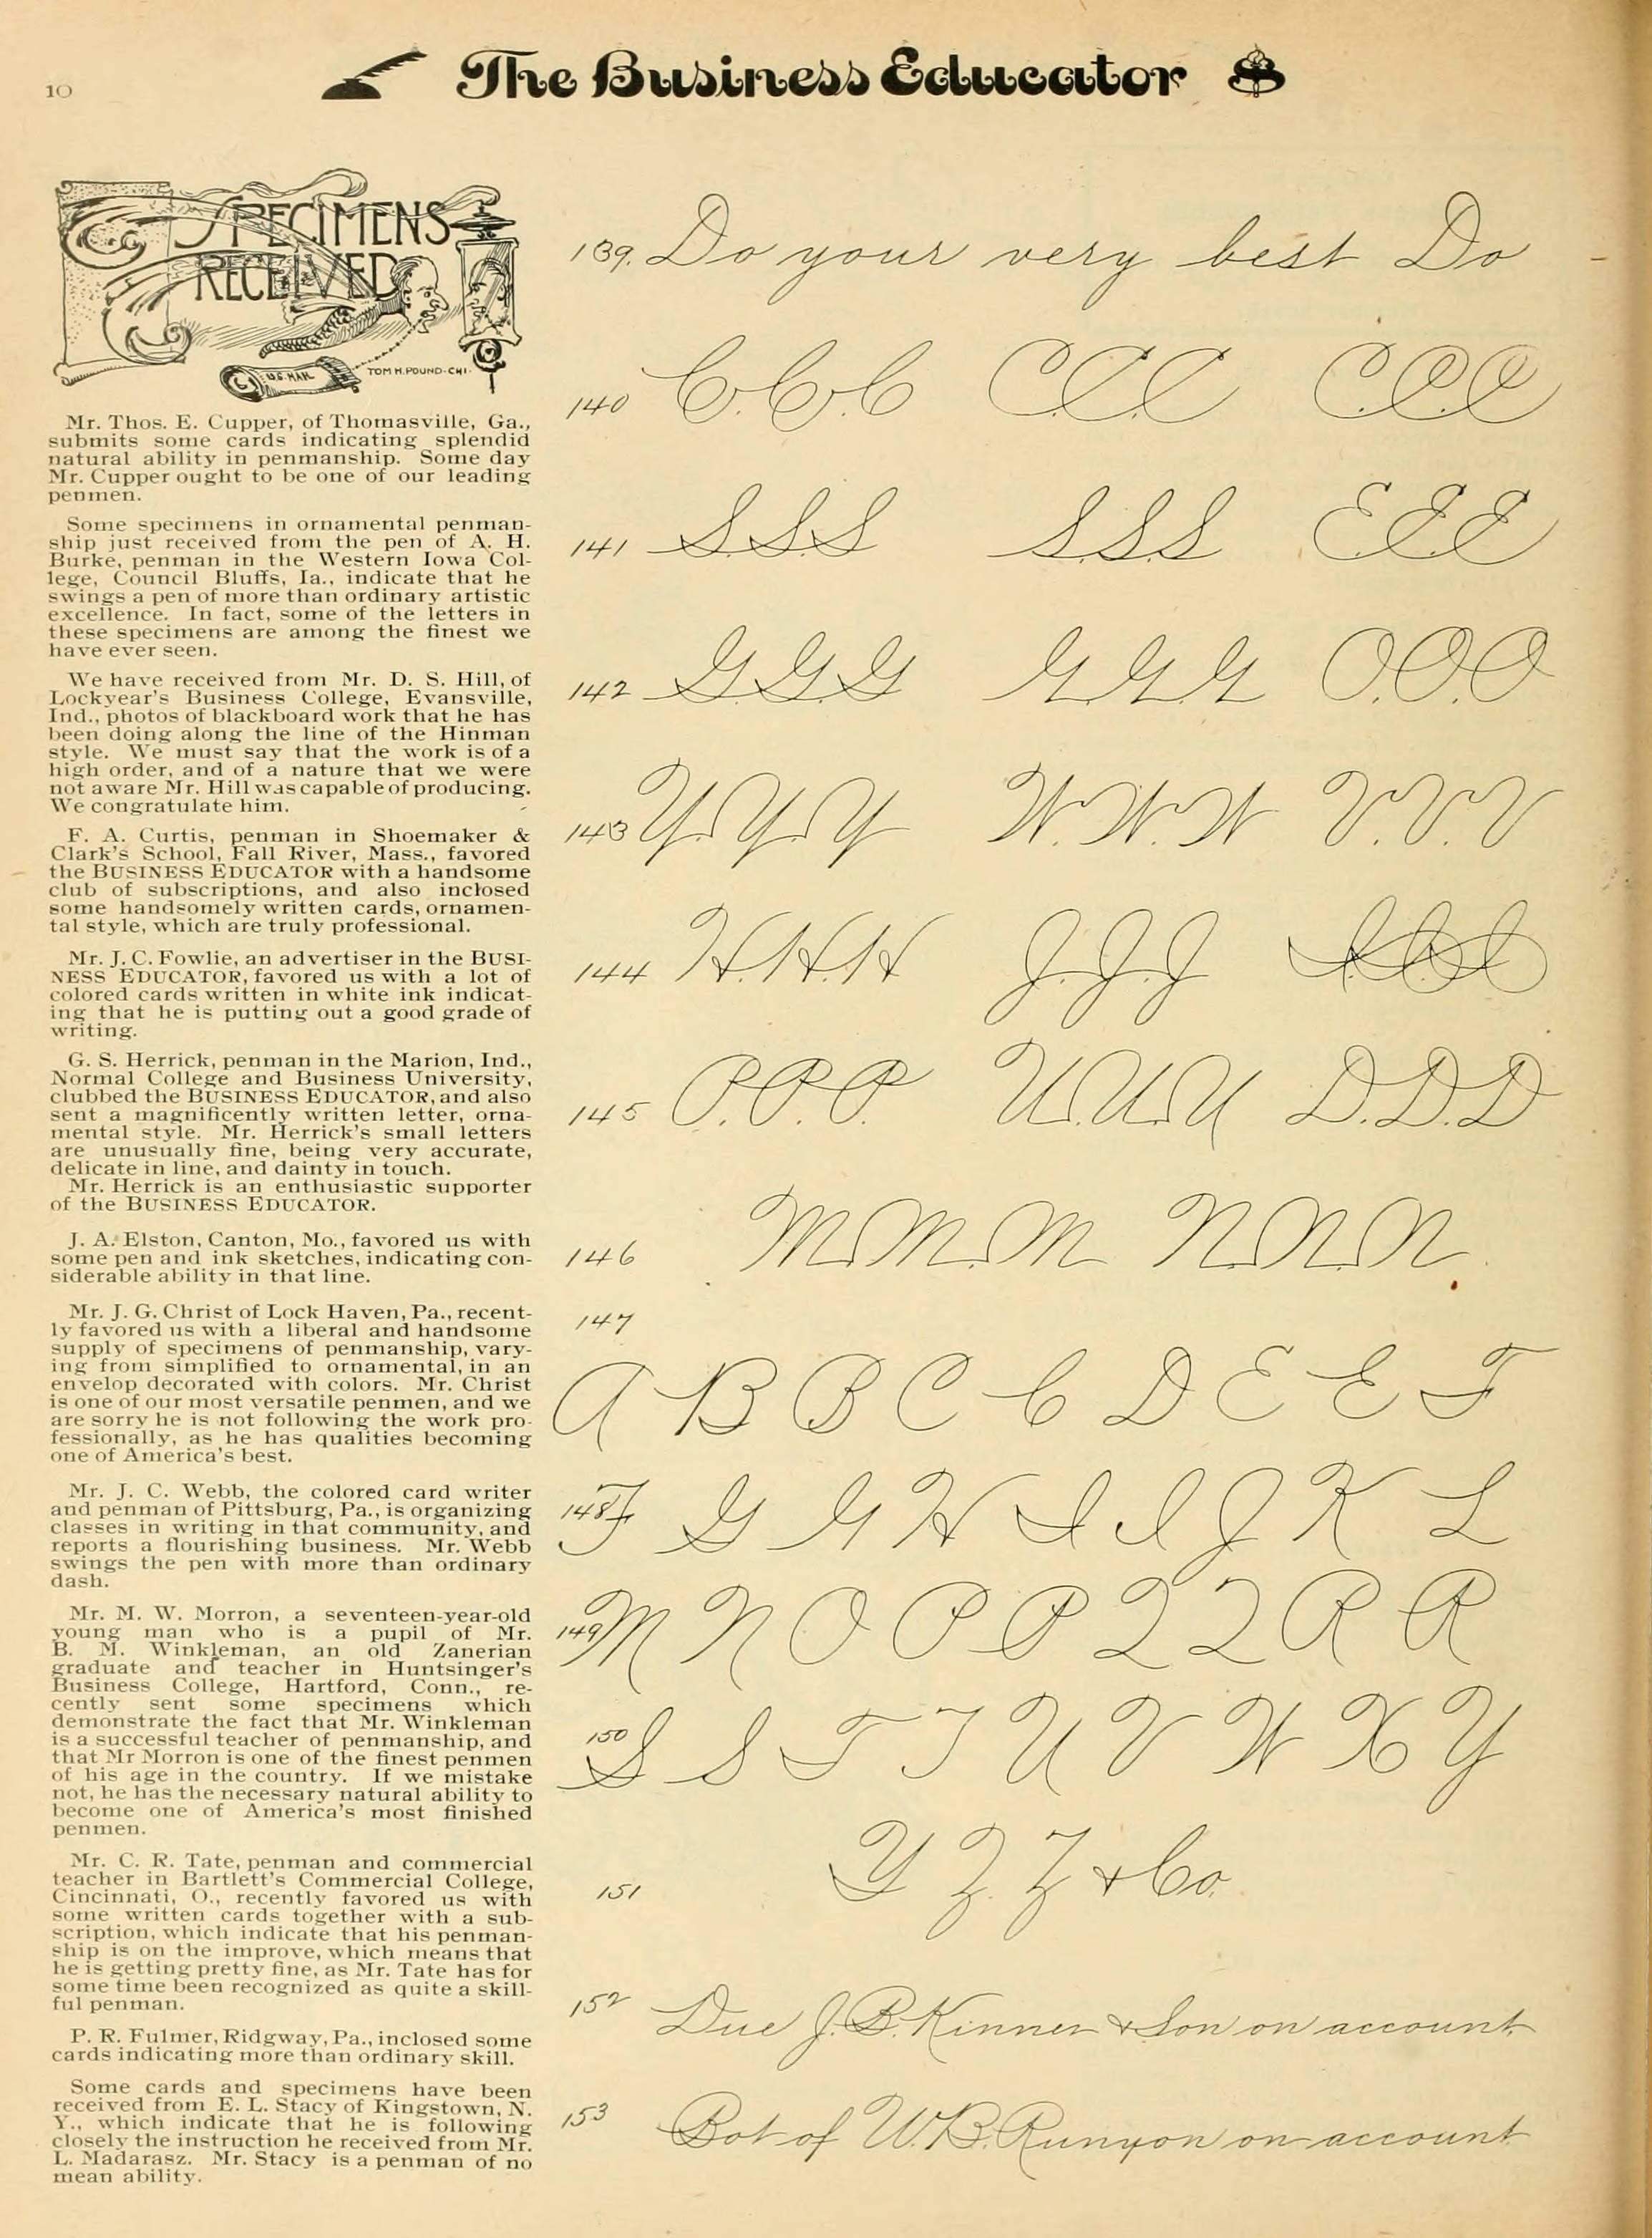 10
The Business Educator
SPECIMENS
RECEIVED
U.S. MAIL
TOM H. POUND-CHI.
Mr. Thos. E. Cupper, of Thomasville, Ga.,
submits some cards indicating splendid
natural ability in penmanship. Some day
Mr. Cupper ought to be one of our leading
penmen.
Some specimens in ornamental penman-
ship just received from the pen of A. H.
Burke, penman in the Western Iowa Col-
lege, Council Bluffs, Ia., indicate that he
swings a pen of more than ordinary artistic
excellence. In fact, some of the letters in
these specimens are among the finest we
have ever seen.
We have received from Mr. D. S. Hill, of
Lockyear's Business College, Evansville,
Ind., photos of blackboard work that he has
been doing along the line of the Hinman
style. We must say that the work is of a
high order, and of a nature that we were
not aware Mr. Hill was capable of producing.
We congratulate him.
F. A. Curtis, penman in Shoemaker &
Clark's School, Fall River, Mass., favored
the BUSINESS EDUCATOR with a handsome
club of subscriptions, and also inclosed
some handsomely written cards, ornamen-
tal style, which are truly professional.
Mr. J. C. Fowlie, an advertiser in the BUSI-
NESS EDUCATOR, favored us with a lot of
colored cards written in white ink indicat-
ing that he is putting out a good grade of
writing.
G. S. Herrick, penman in the Marion, Ind.,
Normal College and Business University,
clubbed the BUSINESS EDUCATOR, and also
sent a magnificently written letter, orna-
mental style. Mr. Herrick's small letters
are unusually fine, being very accurate,
delicate in line, and dainty in touch.
Mr. Herrick is an enthusiastic supporter
of the BUSINESS EDUCATOR.
J. A. Elston, Canton, Mo., favored us with
some pen and ink sketches, indicating con-
siderable ability in that line.
Mr. J. G. Christ of Lock Haven, Pa., recent-
ly favored us with a liberal and handsome
supply of specimens of penmanship, vary-
ing from simplified to ornamental, in an
envelop decorated with colors. Mr. Christ
is one of our most versatile penmen, and we
are sorry he is not following the work pro-
fessionally, as he has qualities becoming
one of America's best.
Mr. J. C. Webb, the colored card writer
and penman of Pittsburg, Pa., is organizing
classes in writing in that community, and
reports a flourishing business. Mr. Webb
swings the pen with more than ordinary
dash.
Mr. M. W. Morron, a seventeen-year-old
young man who is a pupil of Mr.
B. M. Winkleman, an old Zanerian
graduate and teacher in Huntsinger's
Business College, Hartford, Conn., re-
cently sent some specimens which
demonstrate the fact that Mr. Winkleman
is a successful teacher of penmanship, and
that Mr Morron is one of the finest penmen
of his age in the country. If we mistake
not, he has the necessary natural ability to
become one of America's most finished
penmen.
Mr. C. R. Tate, penman and commercial
teacher in Bartlett's Commercial College,
Cincinnati, O., recently favored us with
some written cards together with a sub-
scription, which indicate that his penman-
ship is on the improve, which means that
he is getting pretty fine, as Mr. Tate has for
some time been recognized as quite a skill-
ful penman.
P. R. Fulmer, Ridgway, Pa., inclosed some
cards indicating more than ordinary skill.
Some cards and specimens have been
received from E. L. Stacy of Kingstown, N.
Y., which indicate that he is following
closely the instruction he received from Mr.
L. Madarasz. Mr. Stacy is a penman of no
mean ability.
139. Do your very best Do
140 C.C.C C.C.C C.C.C
141 S.S.S S.S.S E.E.E
142 G.G.G G.G.G O.O.O
143 Y.Y.Y W.W.W V.V.V
144 H.H.H J.J.J I.I.I
145 P.P.P. U.U.U D.D.D
146 M.M.M N.N.N
147
A B B C C D E E F
148 F G G H I I J K L
149 M N O P P Q Q R R
150 S S T T U V W X Y
151 Y Z Z & Co.
152 Due J. B. Kinner & Son on account
153 Bot of W. B. Runyon on account